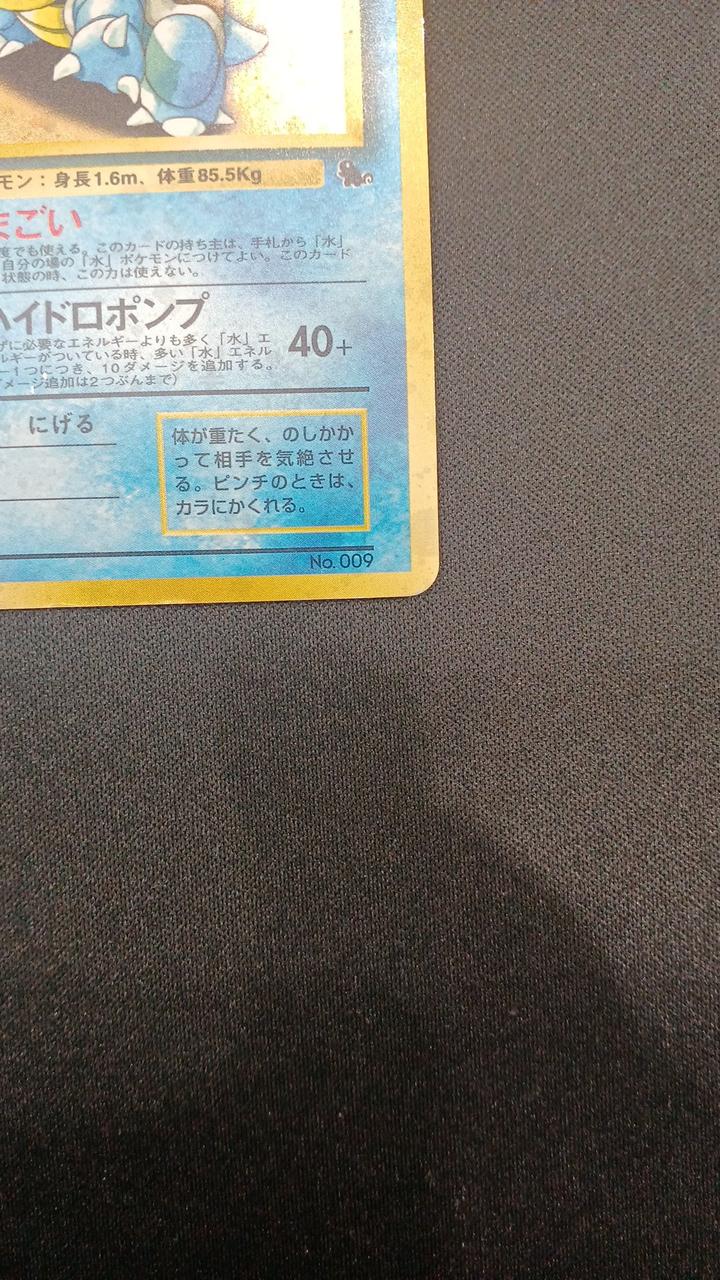 モン：身長1.6m、体重85.5Kg
まごい
度でも使える。このカードの持ち主は、手札から「水」
自分の場の「水」ポケモンにつけてよい。このカード
状態の時、この力は使えない。
ハイドロポンプ
ずに必要なエネルギーよりも多く「水」エ
ルギーがついている時、多い「水」エネル
ー1つにつき、10ダメージを追加する。
メージ追加は2つぶんまで）
40+
にげる
体が重たく、のしかか
って相手を気絶させ
る。ピンチのときは、
カラにかくれる。
No.009